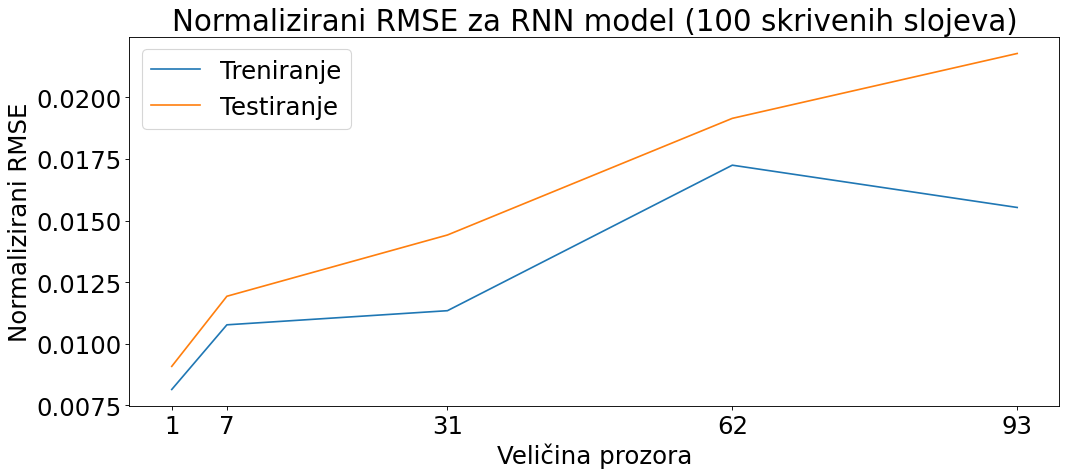 Normalizirani RMSE za RNN model (100 skrivenih slojeva)
Treniranje
Testiranje
Normalizirani RMSE
0.0200
0.0175
0.0150
0.0125
0.0100
0.0075
1 7 31 62 93
Veličina prozora